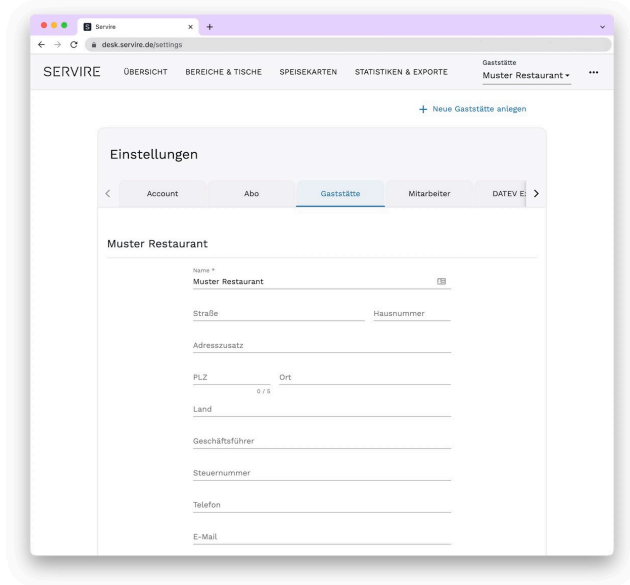 Servire
desk.servire.de/settings
SERVIRE
ÜBERSICHT
BEREICHE & TISCHE
SPEISEKARTEN
STATISTIKEN & EXPORTE
Gaststätte
Muster Restaurant
+ Neue Gaststätte anlegen
Einstellungen
Account
Abo
Gaststätte
Mitarbeiter
DATEV E
Muster Restaurant
Name *
Muster Restaurant
Straße
Hausnummer
Adresszusatz
PLZ
Ort
0 / 5
Land
Geschäftsführer
Steuernummer
Telefon
E-Mail